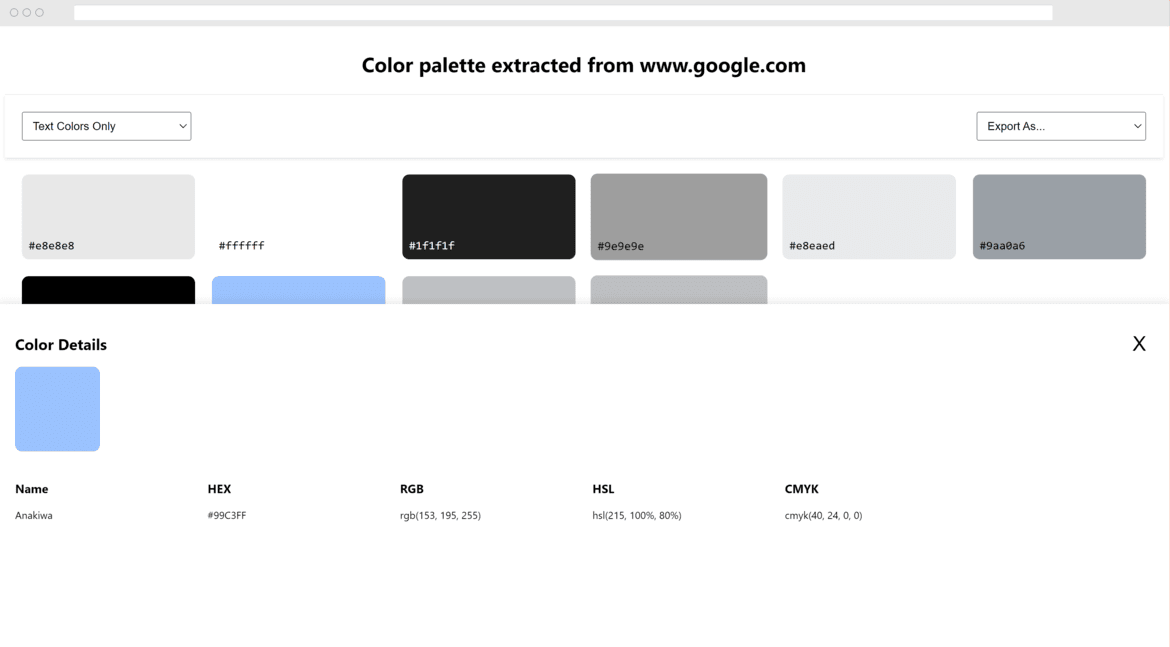 Color palette extracted from www.google.com
Text Colors Only
Export As...
#e8e8e8
#ffffff
#1f1f1f
#9e9e9e
#e8eaed
#9aa0a6
Color Details
X
Name
HEX
RGB
HSL
CMYK
Anakiwa
#99C3FF
rgb(153, 195, 255)
hsl(215, 100%, 80%)
cmyk(40, 24, 0, 0)